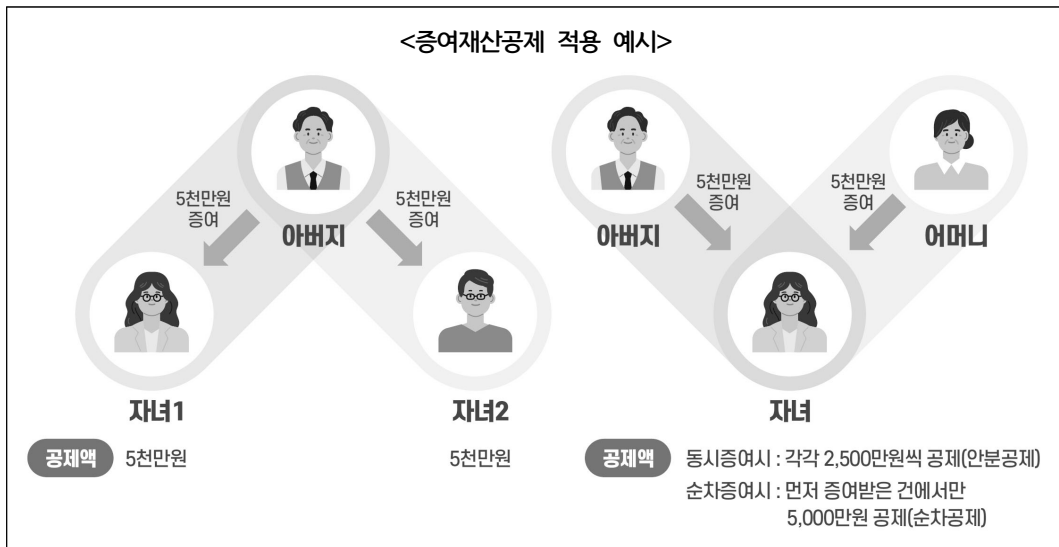 <증여재산공제 적용 예시>
5천만원
증여
5천만원
증여
아버지
자녀1
자녀2
공제액 5천만원
5천만원
5천만원
증여
5천만원
증여
아버지
어머니
자녀
공제액 동시증여시 : 각각 2,500만원씩 공제(안분공제)
순차증여시 : 먼저 증여받은 건에서만
5,000만원 공제(순차공제)